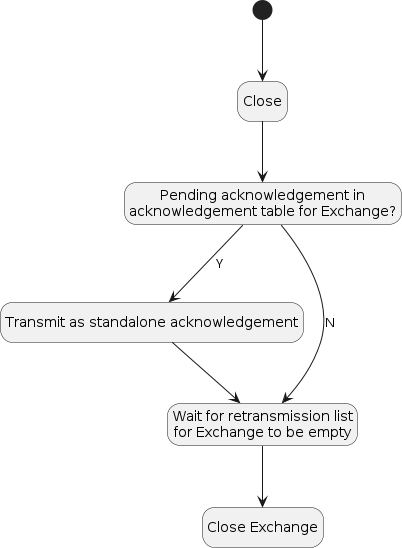 Close
Pending acknowledgement in
acknowledgement table for Exchange?
Y
Transmit as standalone acknowledgement
N
Wait for retransmission list
for Exchange to be empty
Close Exchange